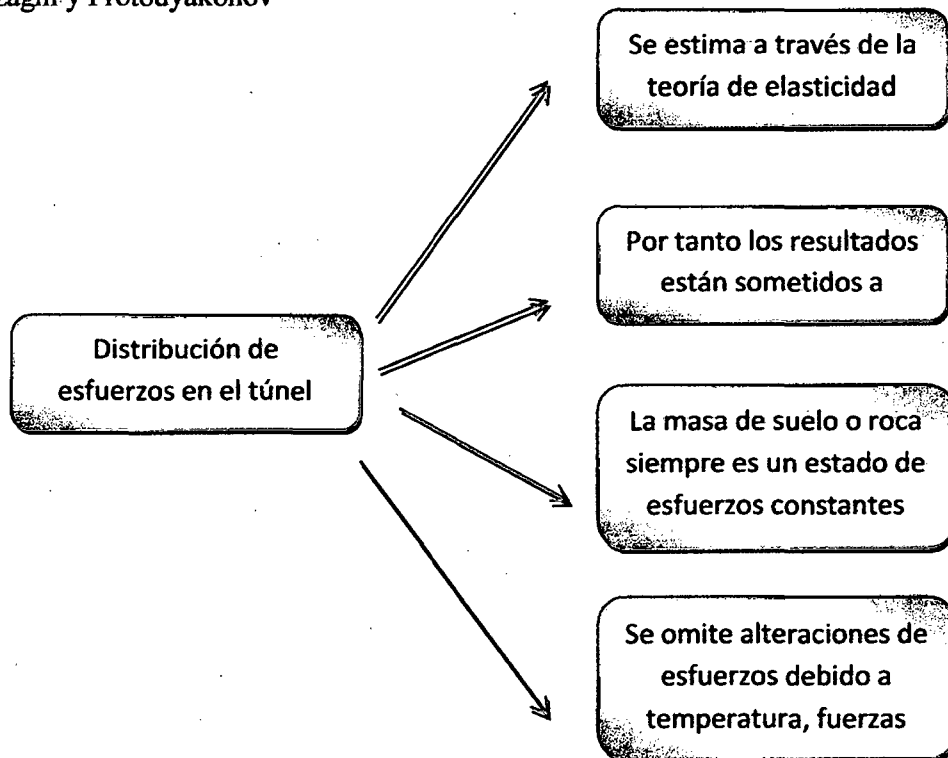 y Protodyakonov
Se estima a través de la
teoría de elasticidad
Por tanto los resultados
están sometidos a
Distribución de
esfuerzos en el túnel
La masa de suelo o roca
siempre es un estado de
esfuerzos constantes
Se omite alteraciones de
esfuerzos debido a
temperatura, fuerzas